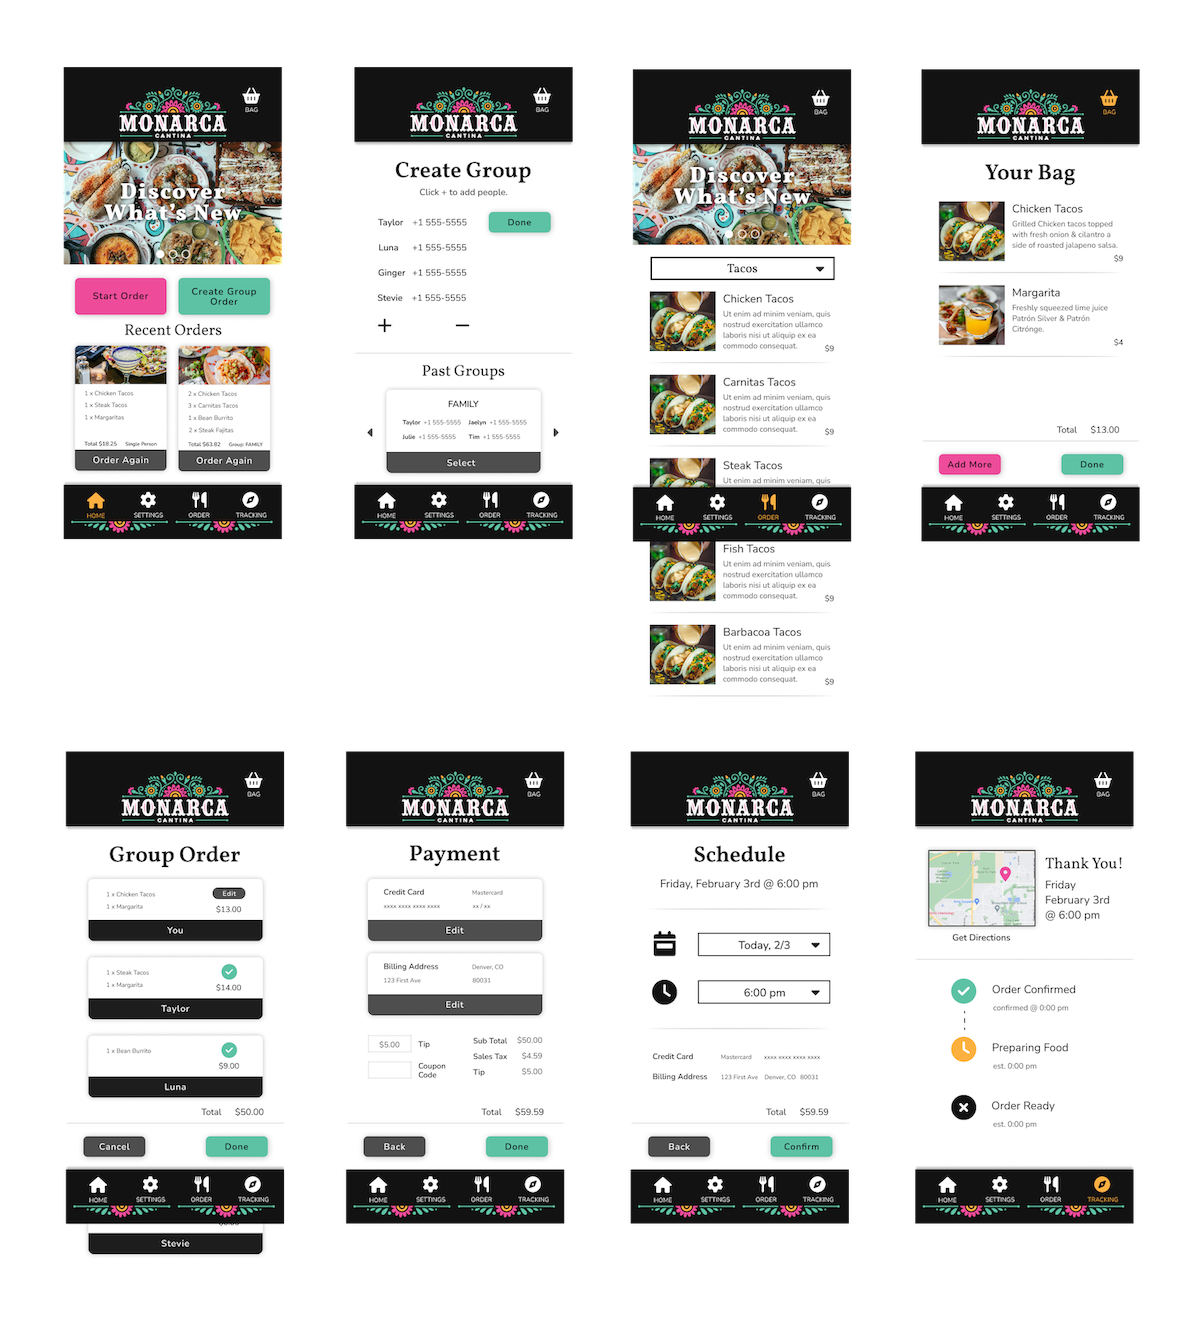 BAG
MONARCA
CANTINA
Discover
What's New
Start Order
Create Group
Order
Recent Orders
1 x Chicken Tacos
1 x Steak Tacos
1 x Margaritas
Total $18.25 Single Person
Order Again
2 x Chicken Tacos
3 x Carnitas Tacos
1 x Bean Burrito
2 x Steak Fajitas
Total $63.82 Group: FAMILY
Order Again
HOME SETTINGS ORDER TRACKING
BAG
MONARCA
CANTINA
Create Group
Click + to add people.
Taylor +1 555-5555 Done
Luna +1 555-5555
Ginger +1 555-5555
Stevie +1 555-5555
+ −
Past Groups
FAMILY
Taylor +1 555-5555 Jaelyn +1 555-5555
Julie +1 555-5555 Tim +1 555-5555
Select
HOME SETTINGS ORDER TRACKING
BAG
MONARCA
CANTINA
Discover
What's New
Tacos
Chicken Tacos
Ut enim ad minim veniam, quis
nostrud exercitation ullamco
laboris nisi ut aliquip ex ea
commodo consequat.
$9
Carnitas Tacos
Ut enim ad minim veniam, quis
nostrud exercitation ullamco
laboris nisi ut aliquip ex ea
commodo consequat.
$9
Steak Tacos
Ut enim ad minim veniam, quis
HOME SETTINGS ORDER TRACKING
Fish Tacos
Ut enim ad minim veniam, quis
nostrud exercitation ullamco
laboris nisi ut aliquip ex ea
commodo consequat.
$9
Barbacoa Tacos
Ut enim ad minim veniam, quis
nostrud exercitation ullamco
laboris nisi ut aliquip ex ea
commodo consequat.
$9
BAG
MONARCA
CANTINA
Your Bag
Chicken Tacos
Grilled Chicken tacos topped
with fresh onion & cilantro a
side of roasted jalapeno salsa.
$9
Margarita
Freshly squeezed lime juice
Patrón Silver & Patrón
Citrónge.
$4
Total $13.00
Add More Done
HOME SETTINGS ORDER TRACKING
BAG
MONARCA
CANTINA
Group Order
1 x Chicken Tacos Edit
1 x Margarita $13.00
You
1 x Steak Tacos
1 x Margarita $14.00
Taylor
1 x Bean Burrito
$9.00
Luna
Total $50.00
Cancel Done
HOME SETTINGS ORDER TRACKING
Stevie
BAG
MONARCA
CANTINA
Payment
Credit Card Mastercard
xxxx xxxx xxxx xxxx xx / xx
Edit
Billing Address Denver, CO
123 First Ave 80031
Edit
$5.00 Tip
Coupon
Code
Sub Total $50.00
Sales Tax $4.59
Tip $5.00
Total $59.59
Back Done
HOME SETTINGS ORDER TRACKING
BAG
MONARCA
CANTINA
Schedule
Friday, February 3rd @ 6:00 pm
Today, 2/3
6:00 pm
Credit Card Mastercard xxxx xxxx xxxx xxxx
Billing Address 123 First Ave Denver, CO 80031
Total $59.59
Back Confirm
HOME SETTINGS ORDER TRACKING
BAG
MONARCA
CANTINA
Thank You!
Friday
February 3rd
@ 6:00 pm
Get Directions
Order Confirmed
confirmed @ 0:00 pm
Preparing Food
est. 0:00 pm
Order Ready
est. 0:00 pm
HOME SETTINGS ORDER TRACKING